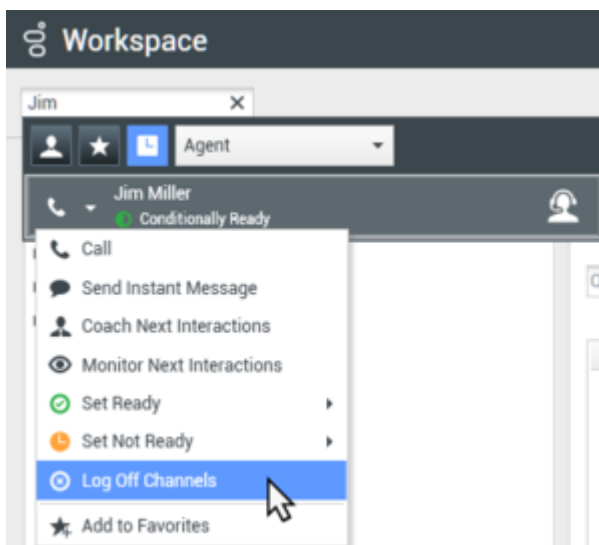 Workspace
Jim
Agent
Jim Miller
Conditionally Ready
Call
Send Instant Message
Coach Next Interactions
Monitor Next Interactions
Set Ready
Set Not Ready
Log Off Channels
Add to Favorites